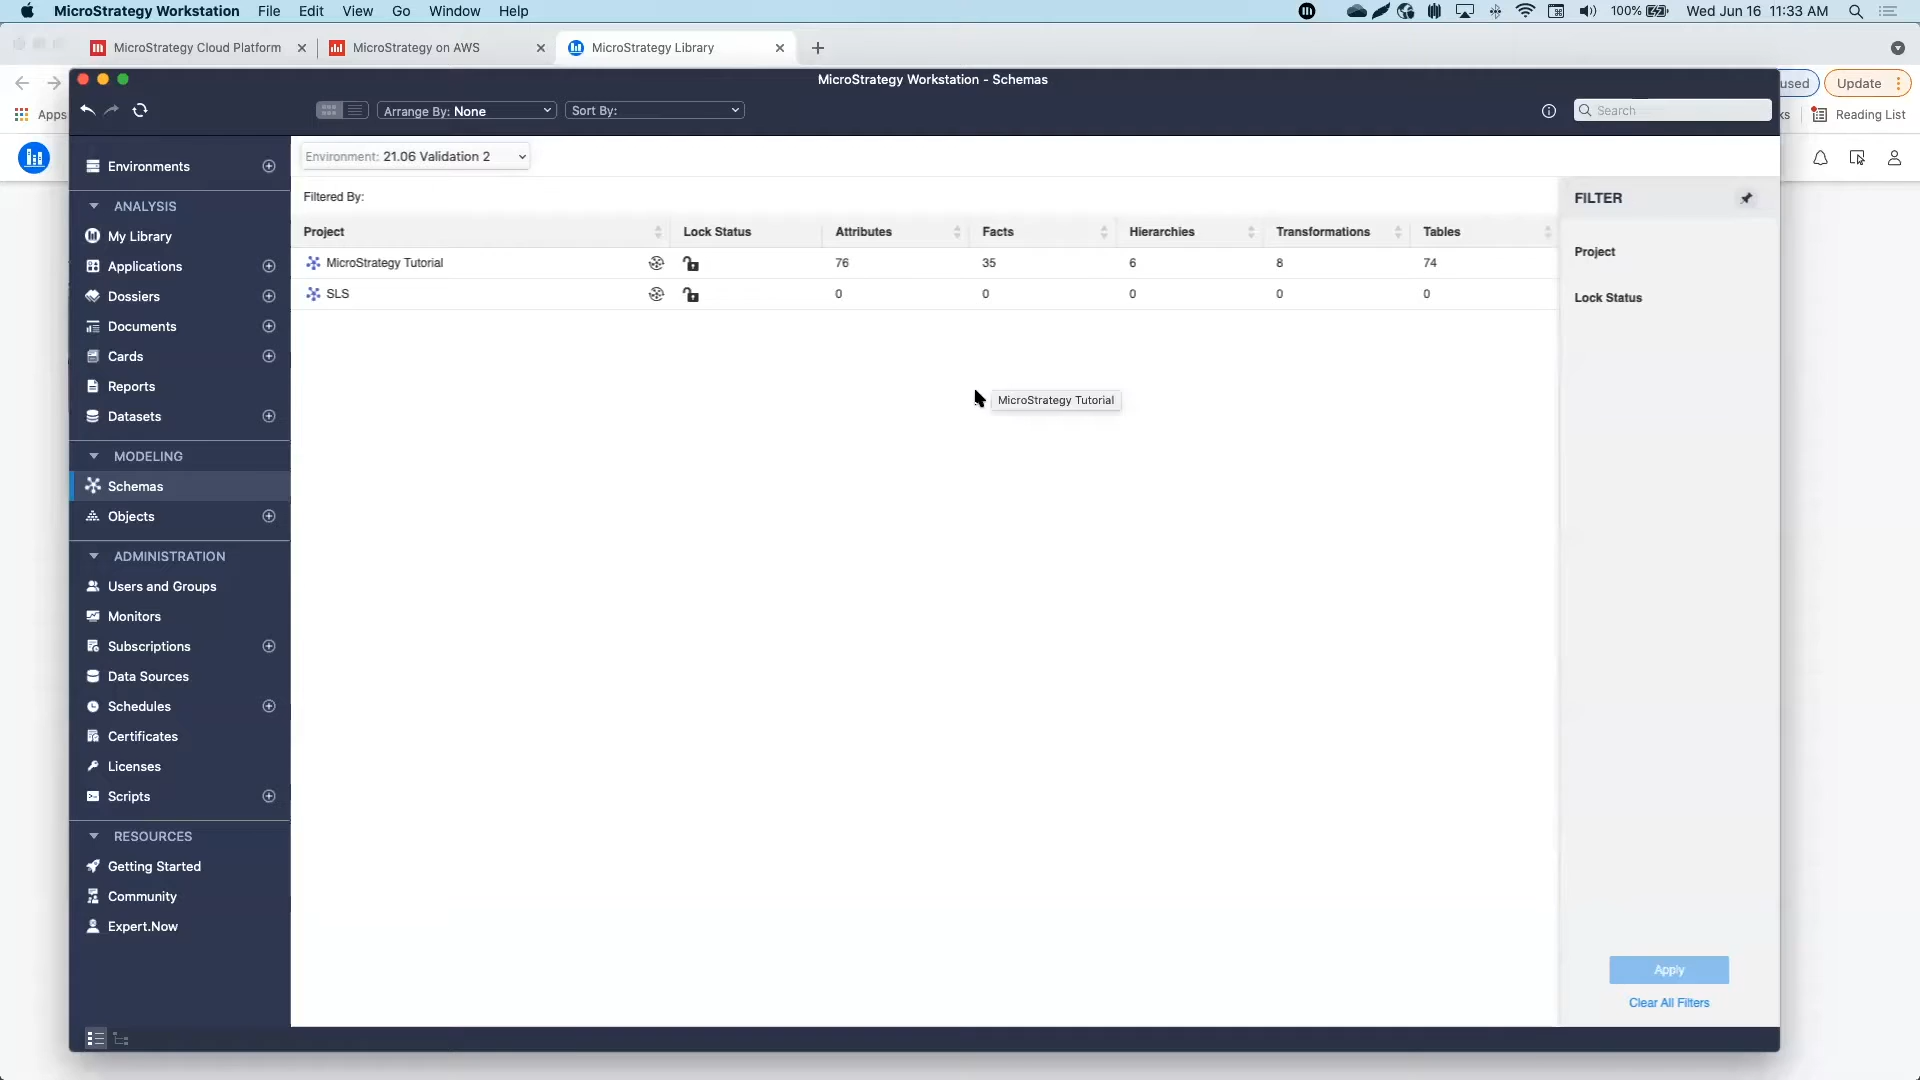 MicroStrategy Workstation File Edit View Go Window Help 100% Wed Jun 16 11:33 AM
MicroStrategy Cloud Platform MicroStrategy on AWS MicroStrategy Library
MicroStrategy Workstation - Schemas
used Update
Apps Arrange By: None Sort By: Search ks Reading List
Environments
Environment: 21.06 Validation 2
Filtered By:
FILTER
ANALYSIS
My Library
Applications
Dossiers
Documents
Cards
Reports
Datasets
MODELING
Schemas
Objects
ADMINISTRATION
Users and Groups
Monitors
Subscriptions
Data Sources
Schedules
Certificates
Licenses
Scripts
RESOURCES
Getting Started
Community
Expert.Now
Project Lock Status Attributes Facts Hierarchies Transformations Tables
MicroStrategy Tutorial 76 35 6 8 74
SLS 0 0 0 0 0
MicroStrategy Tutorial
Project
Lock Status
Apply
Clear All Filters